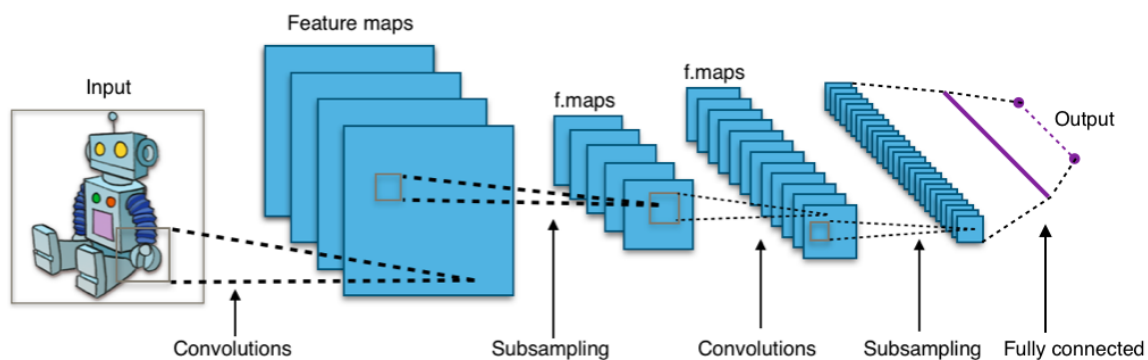 Feature maps
Input
f.maps
f.maps
Output
Convolutions
Subsampling
Convolutions
Subsampling
Fully connected